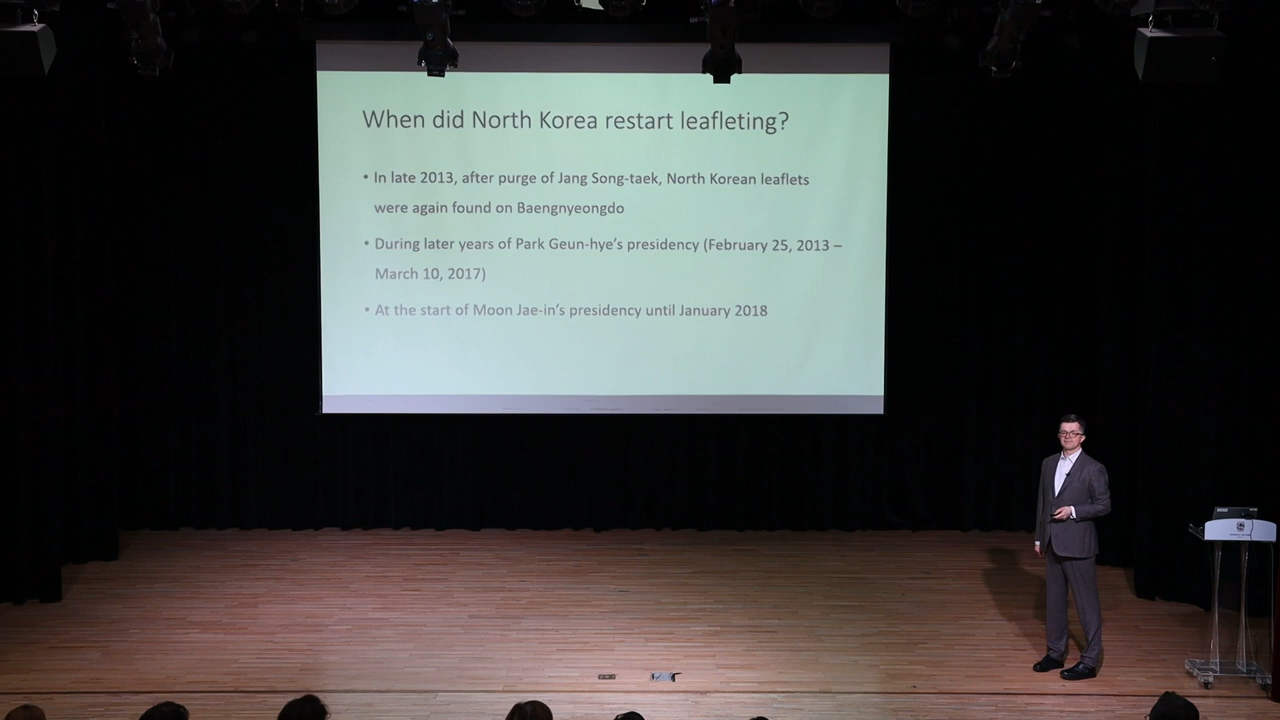 When did North Korea restart leafleting?
• In late 2013, after purge of Jang Song-taek, North Korean leaflets
were again found on Baengnyeongdo
• During later years of Park Geun-hye’s presidency (February 25, 2013 –
March 10, 2017)
• At the start of Moon Jae-in’s presidency until January 2018